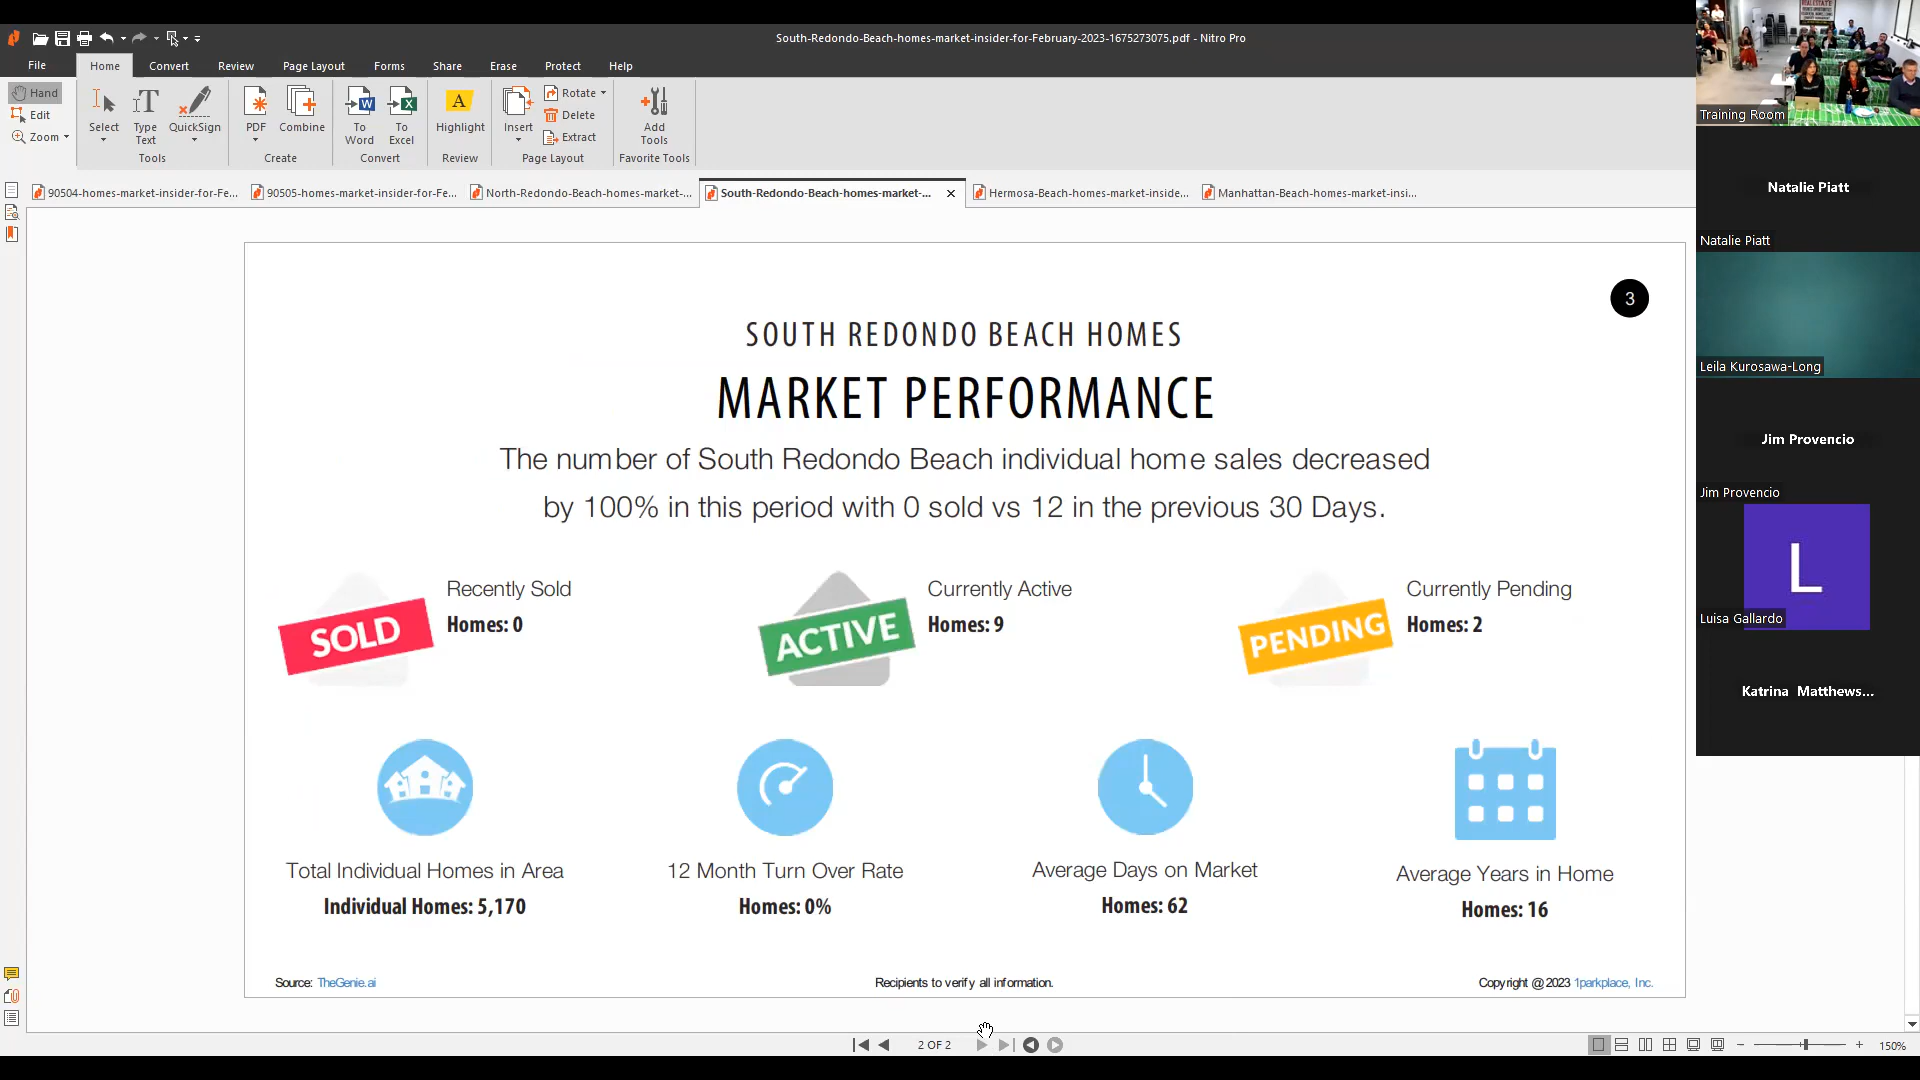 South-Redondo-Beach-homes-market-insider-for-February-2023-1675273075.pdf - Nitro Pro
File
Home
Convert
Review
Page Layout
Forms
Share
Erase
Protect
Help
Hand
Edit
Zoom
Select
Type Text
QuickSign
Tools
PDF
Combine
Create
To Word
To Excel
Convert
Highlight
Review
Insert
Rotate
Delete
Extract
Page Layout
Add Tools
Favorite Tools
90504-homes-market-insider-for-Fe...
90505-homes-market-insider-for-Fe...
North-Redondo-Beach-homes-market-...
South-Redondo-Beach-homes-market-...
Hermosa-Beach-homes-market-inside...
Manhattan-Beach-homes-market-insi...
3
SOUTH REDONDO BEACH HOMES
MARKET PERFORMANCE
The number of South Redondo Beach individual home sales decreased
by 100% in this period with 0 sold vs 12 in the previous 30 Days.
SOLD
Recently Sold
Homes: 0
ACTIVE
Currently Active
Homes: 9
PENDING
Currently Pending
Homes: 2
Total Individual Homes in Area
Individual Homes: 5,170
12 Month Turn Over Rate
Homes: 0%
Average Days on Market
Homes: 62
Average Years in Home
Homes: 16
Source: TheGenie.ai
Recipients to verify all information.
Copyright @ 2023 1parkplace, Inc.
2 OF 2
150%
Training Room
Natalie Piatt
Natalie Piatt
Leila Kurosawa-Long
Jim Provencio
Jim Provencio
L
Luisa Gallardo
Katrina Matthews...